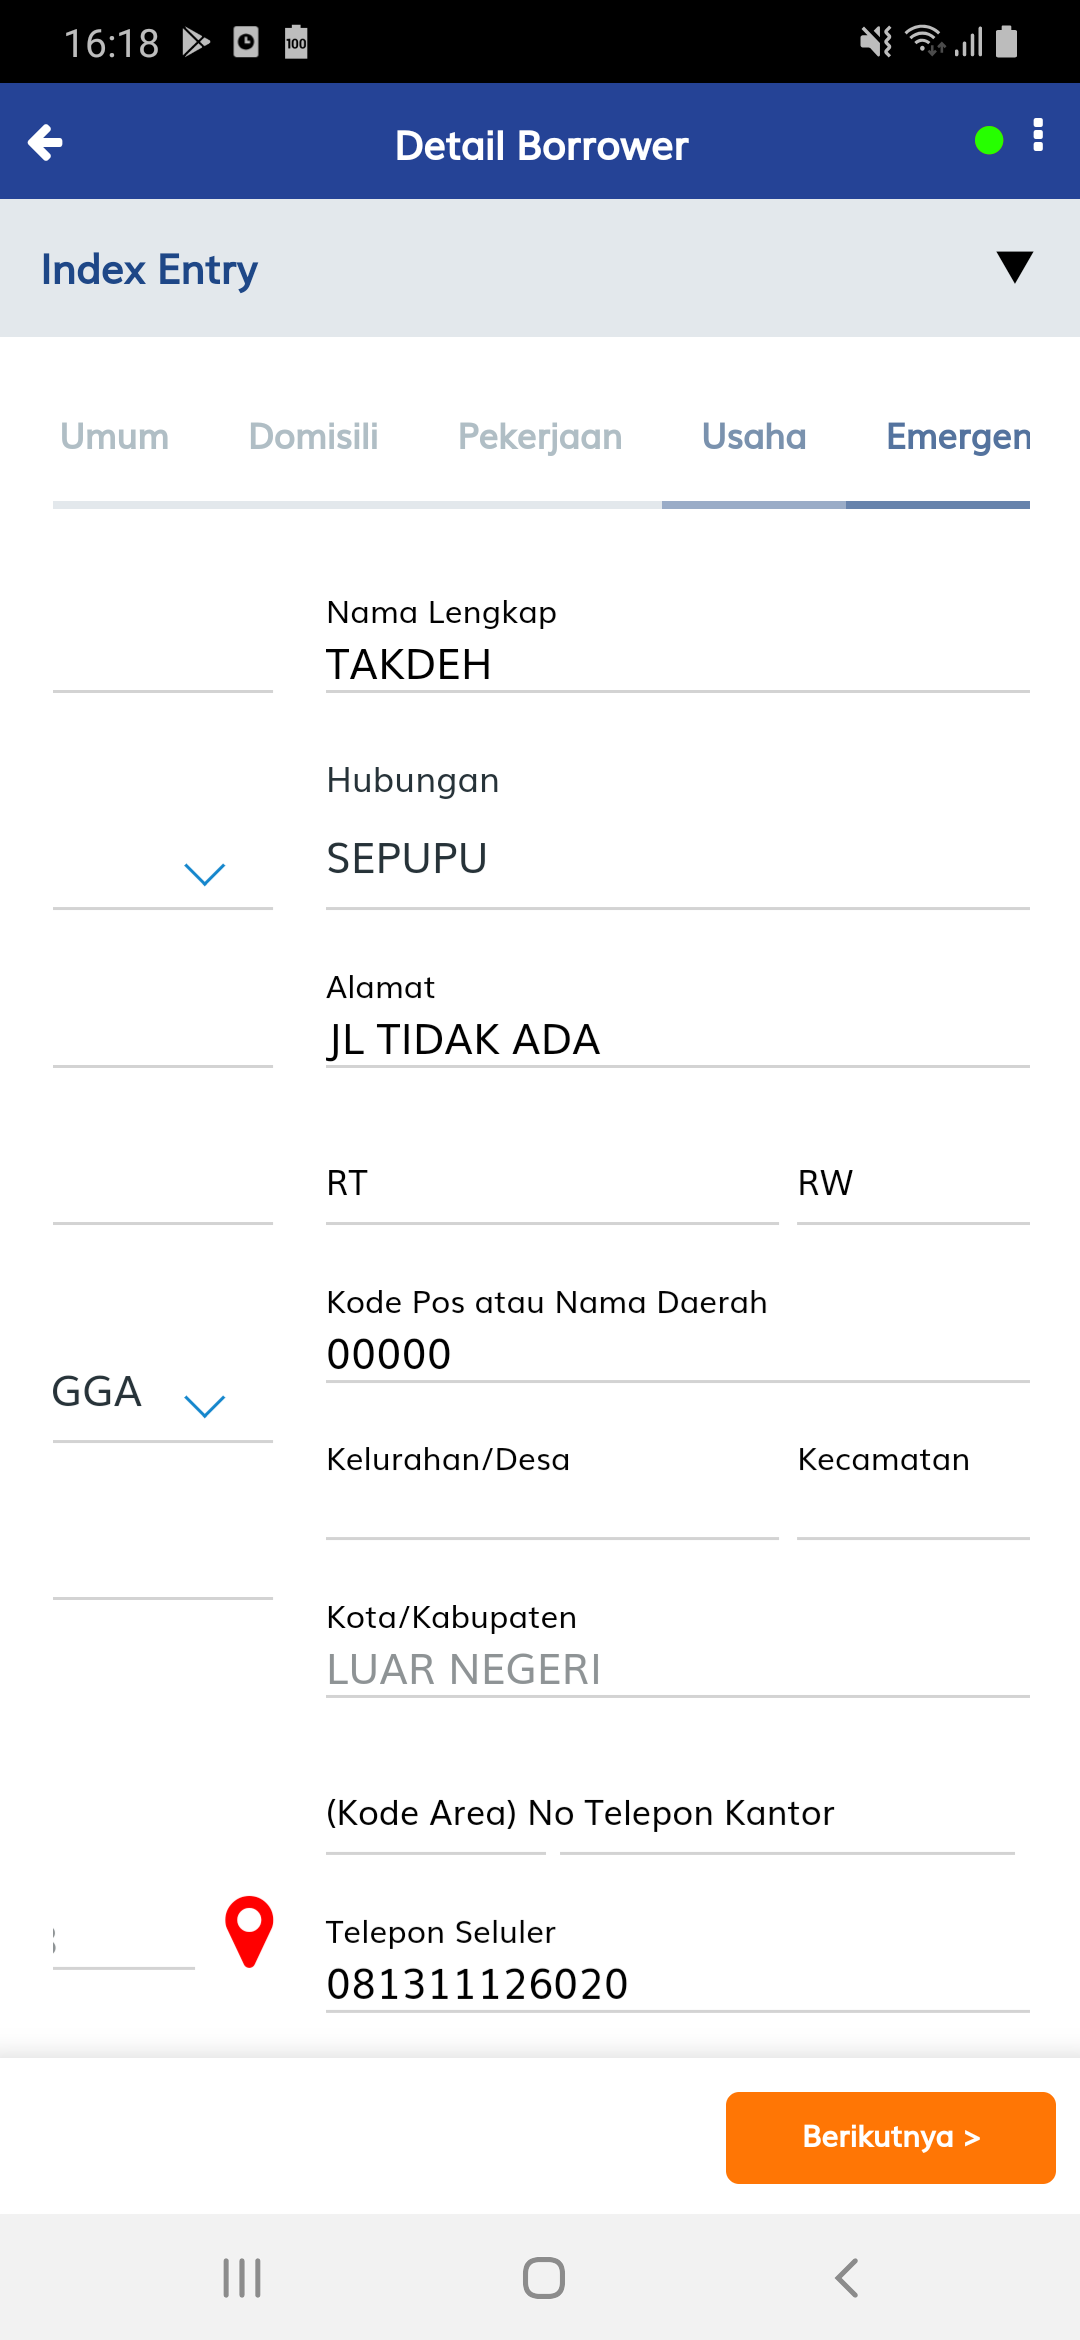 16:18
100
Detail Borrower
Index Entry
Umum Domisili Pekerjaan Usaha Emergen
Nama Lengkap
TAKDEH
Hubungan
SEPUPU
Alamat
JL TIDAK ADA
RT RW
Kode Pos atau Nama Daerah
00000
GGA
Kelurahan/Desa Kecamatan
Kota/Kabupaten
LUAR NEGERI
(Kode Area) No Telepon Kantor
Telepon Seluler
081311126020
Berikutnya >